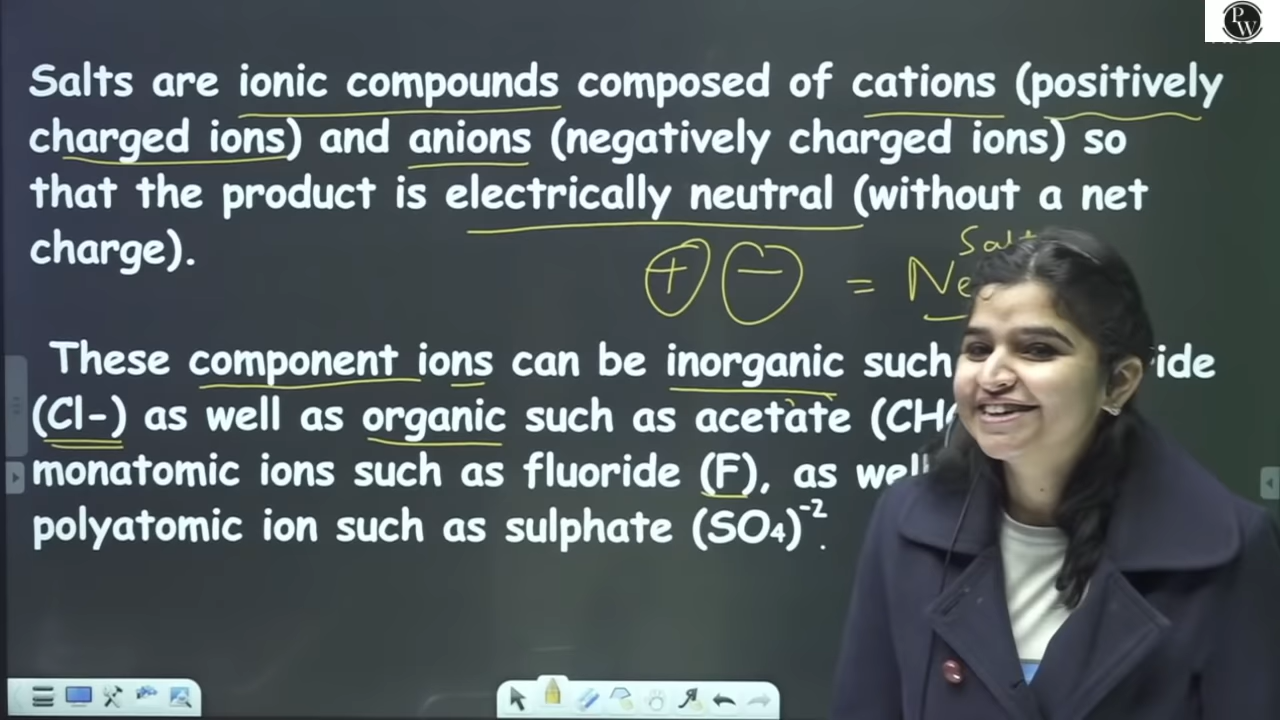 PW
Salts are ionic compounds composed of cations (positively
charged ions) and anions (negatively charged ions) so
that the product is electrically neutral (without a net
charge).
Salt
+ - = Ne
These component ions can be inorganic such ide
(Cl-) as well as organic such as acetate (CH
monatomic ions such as fluoride (F), as well
polyatomic ion such as sulphate (SO4)-2.